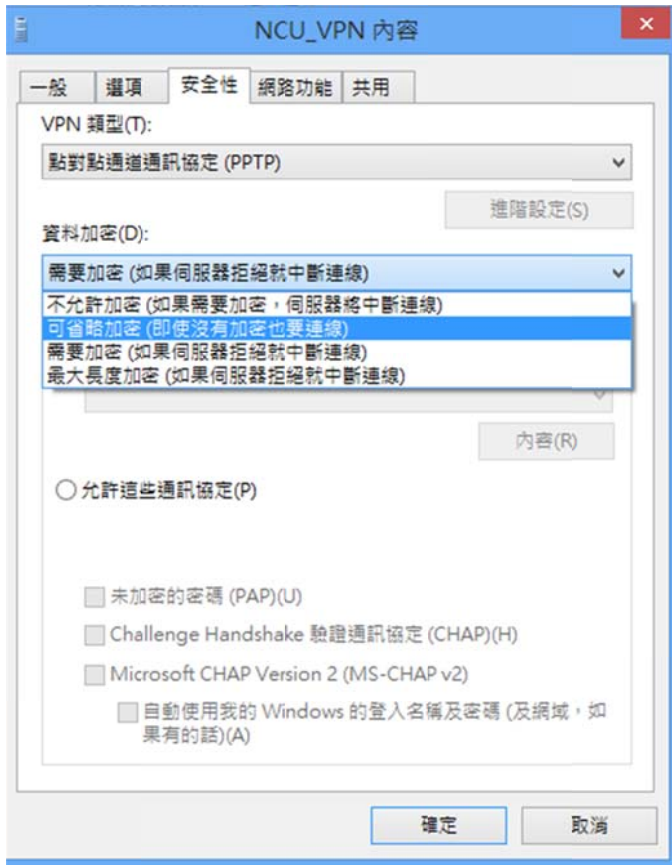 NCU_VPN 內容
一般 選項 安全性 網路功能 共用
VPN 類型(T):
點對點通道通訊協定 (PPTP)
進階設定(S)
資料加密(D):
需要加密 (如果伺服器拒絕就中斷連線)
不允許加密 (如果需要加密，伺服器將中斷連線)
可省略加密 (即使沒有加密也要連線)
需要加密 (如果伺服器拒絕就中斷連線)
最大長度加密 (如果伺服器拒絕就中斷連線)
內容(R)
允許這些通訊協定(P)
未加密的密碼 (PAP)(U)
Challenge Handshake 驗證通訊協定 (CHAP)(H)
Microsoft CHAP Version 2 (MS-CHAP v2)
自動使用我的 Windows 的登入名稱及密碼 (及網域，如
果有的話)(A)
確定 取消